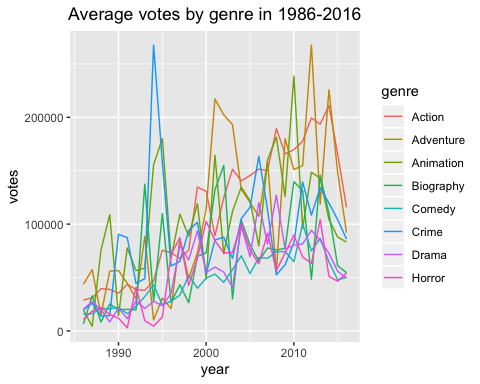 Average votes by genre in 1986-2016
votes
200000
100000
0
1990
2000
2010
year
genre
Action
Adventure
Animation
Biography
Comedy
Crime
Drama
Horror